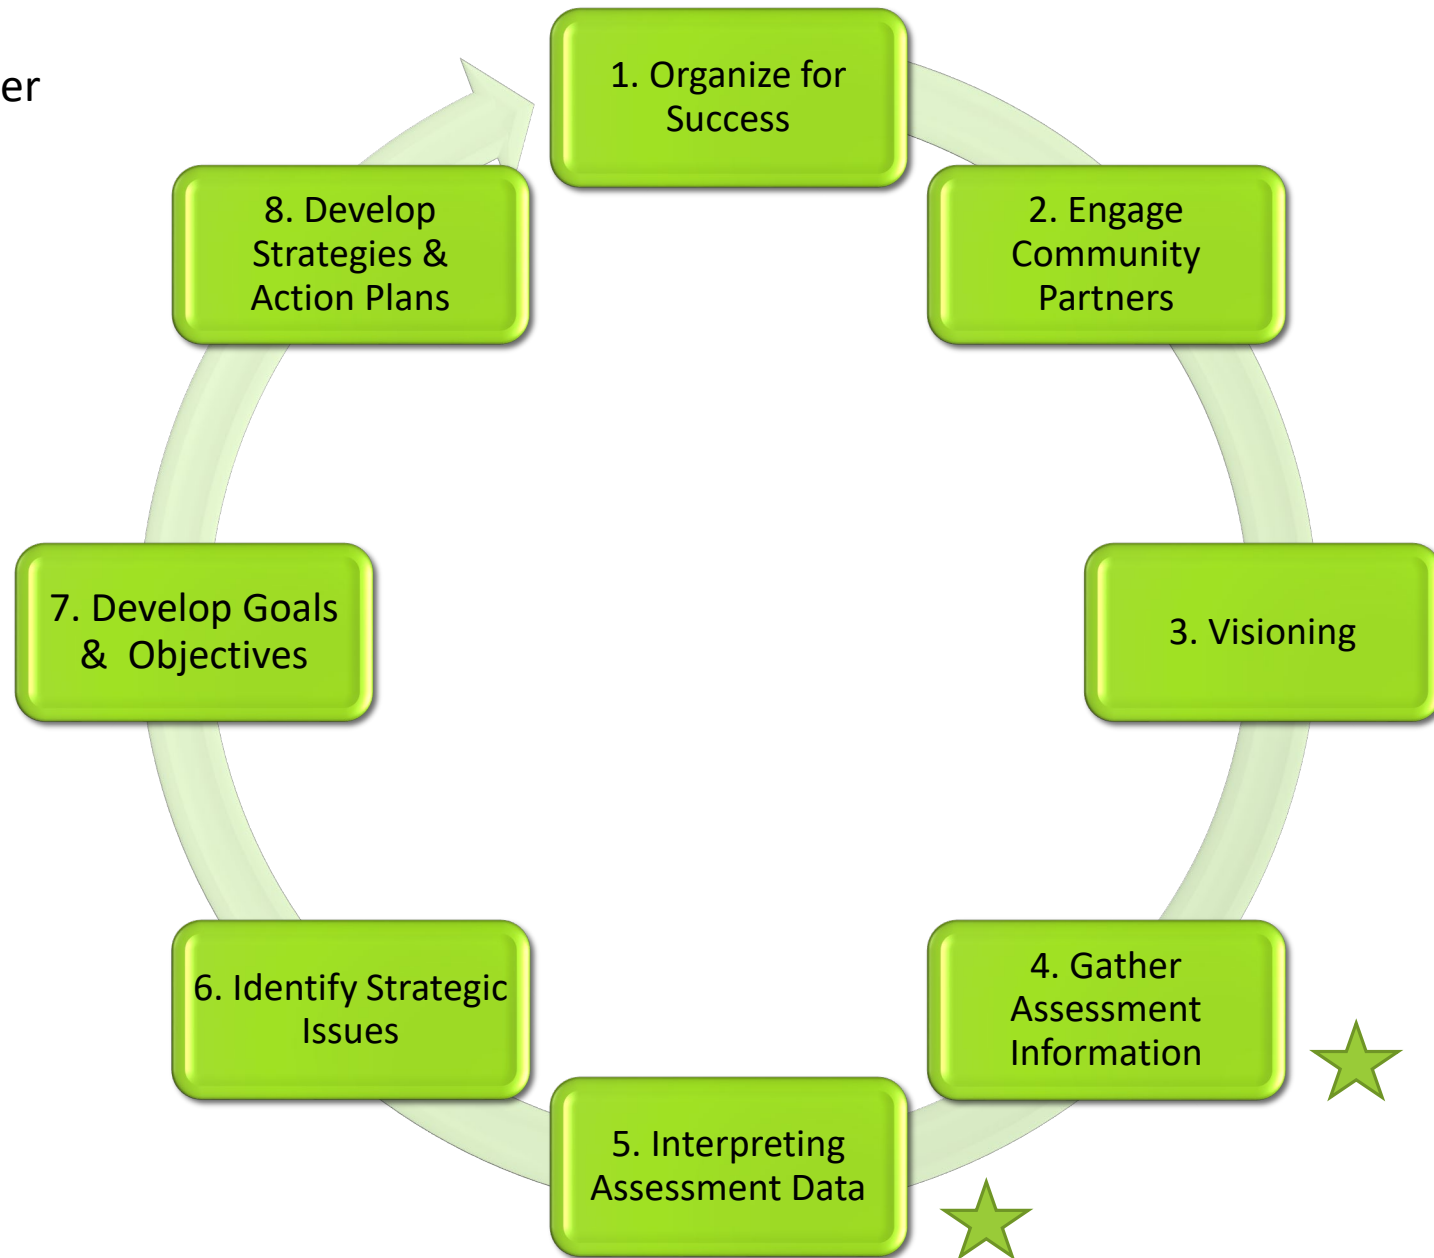 er
1. Organize for
Success
2. Engage
Community
Partners
3. Visioning
4. Gather
Assessment
Information
5. Interpreting
Assessment Data
6. Identify Strategic
Issues
7. Develop Goals
& Objectives
8. Develop
Strategies &
Action Plans